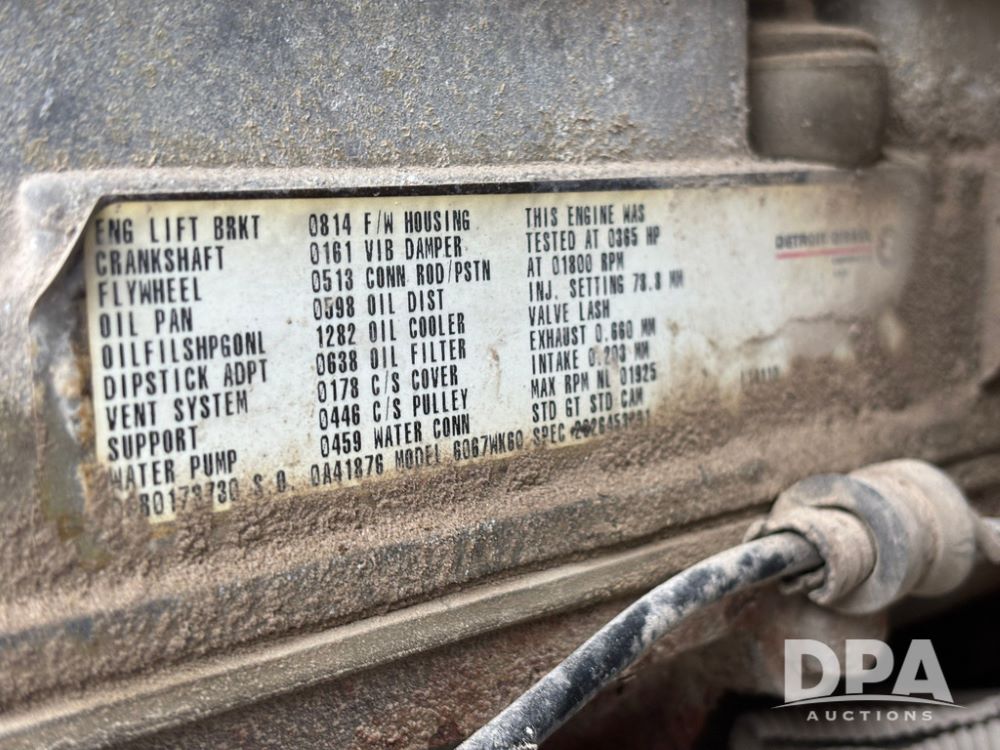 ENG LIFT BRKT 0814 F/W HOUSING THIS ENGINE WAS
CRANKSHAFT 0161 VIB DAMPER TESTED AT 0365 HP
FLYWHEEL 0513 CONN ROD/PSTN AT 01800 RPM
OIL PAN 0598 OIL DIST INJ. SETTING 78.8 MM
OILFILSHPGONL 1282 OIL COOLER VALVE LASH
DIPSTICK ADPT 0638 OIL FILTER EXHAUST 0.660 MM
VENT SYSTEM 0178 C/S COVER INTAKE 0.203 MM
SUPPORT 0446 C/S PULLEY MAX RPM NL 01925
WATER PUMP 0459 WATER CONN STD GT STD CAM
S.O. 0A41876 MODEL 6067WK60 SPEC
DETROIT DIESEL
DPA
AUCTIONS